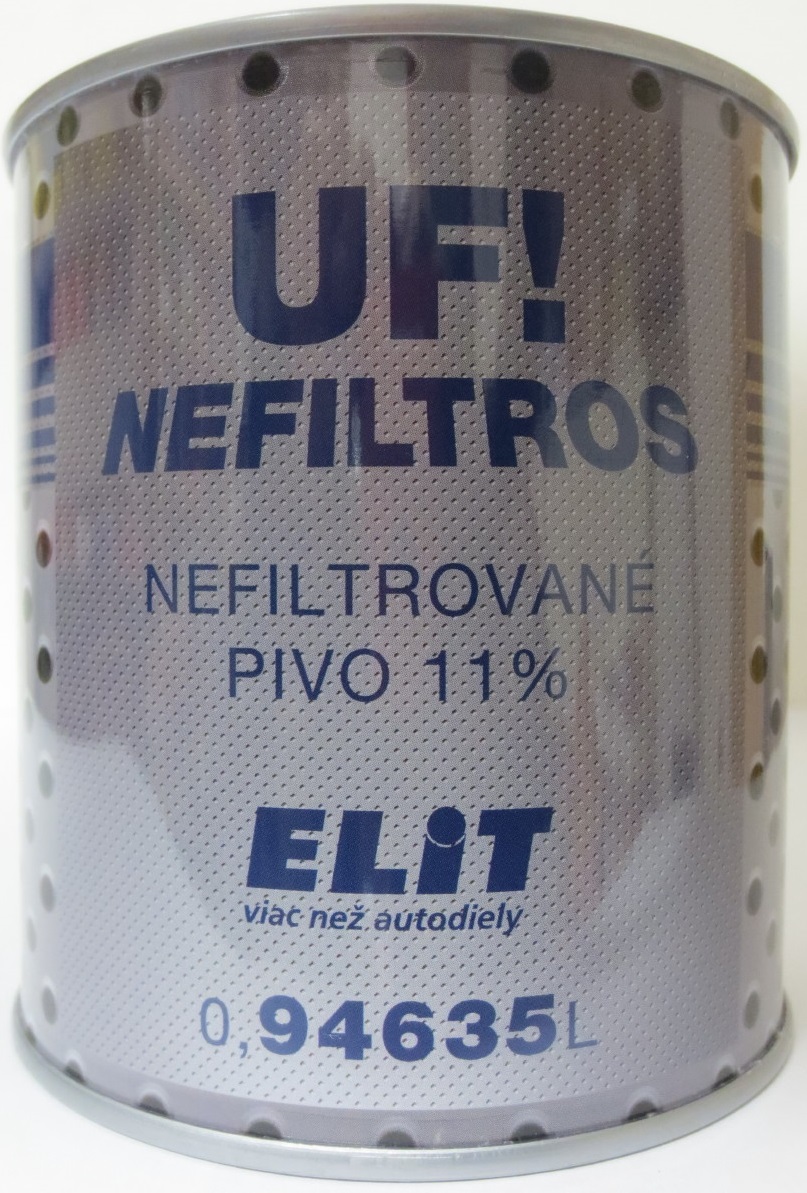 UF!
NEFILTROS
NEFILTROVANÉ
PIVO 11%
ELiT
viac než autodiely
0,94635L